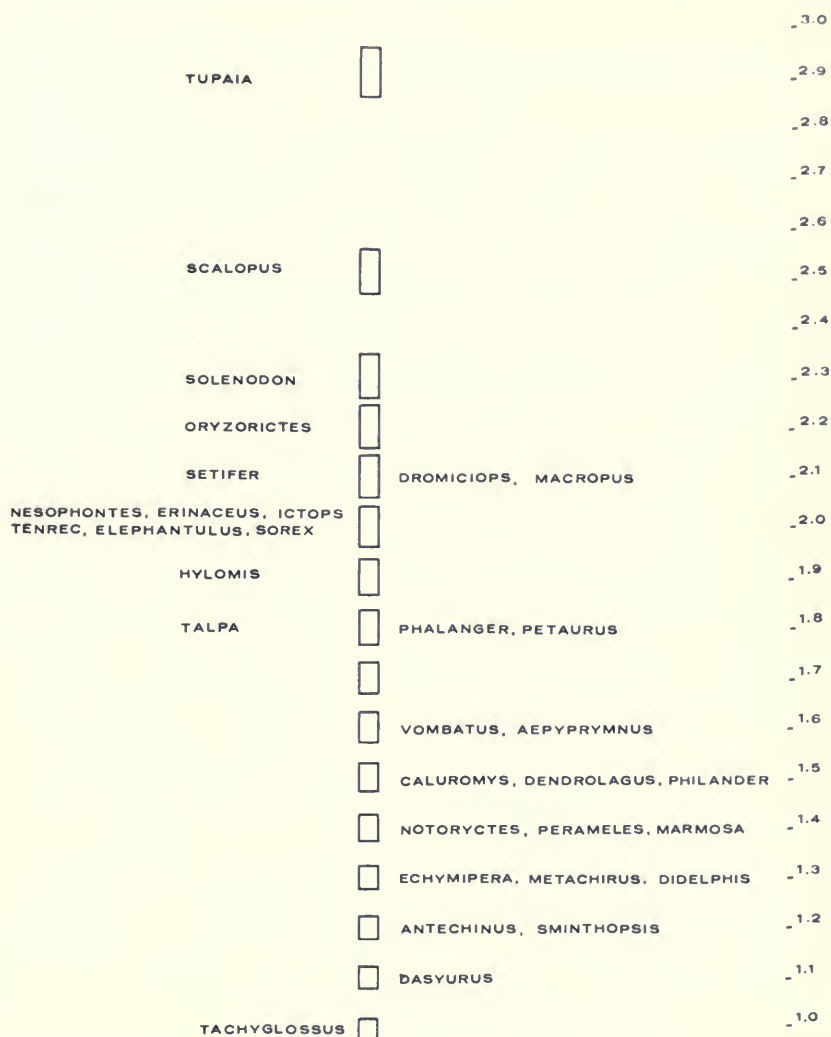 3.0
TUPAIA 2.9
2.8
2.7
2.6
SCALOPUS 2.5
2.4
SOLENODON 2.3
ORYZORICTES 2.2
SETIFER DROMICIOPS, MACROPUS 2.1
NESOPHONTES, ERINACEUS, ICTOPS
TENREC, ELEPHANTULUS, SOREX 2.0
HYLOMIS 1.9
TALPA PHALANGER, PETAURUS 1.8
1.7
VOMBATUS, AEPYPRYMNUS 1.6
CALUROMYS, DENDROLAGUS, PHILANDER 1.5
NOTORYCTES, PERAMELES, MARMOSA 1.4
ECHYMIPERA, METACHIRUS. DIDELPHIS 1.3
ANTECHINUS, SMINTHOPSIS 1.2
DASYURUS 1.1
TACHYGLOSSUS 1.0